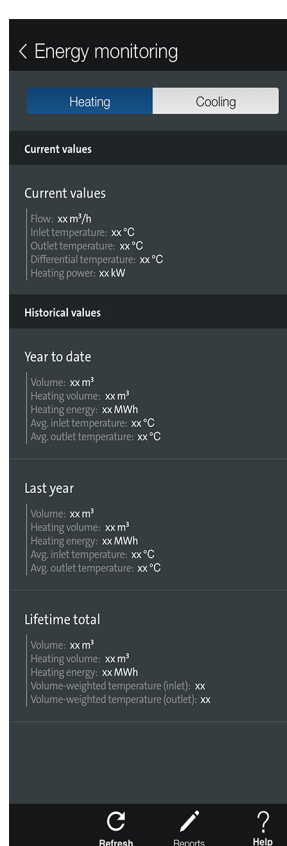 Energy monitoring
Heating
Cooling
Current values
Current values
Flow: xx m³/h
Inlet temperature: xx °C
Outlet temperature: xx °C
Differential temperature: xx °C
Heating power: xx kW
Historical values
Year to date
Volume: xx m³
Heating volume: xx m³
Heating energy: xx MWh
Avg. inlet temperature: xx °C
Avg. outlet temperature: xx °C
Last year
Volume: xx m³
Heating volume: xx m³
Heating energy: xx MWh
Avg. inlet temperature: xx °C
Avg. outlet temperature: xx °C
Lifetime total
Volume: xx m³
Heating volume: xx m³
Heating energy: xx MWh
Volume-weighted temperature (inlet): xx
Volume-weighted temperature (outlet): xx
Refresh
Reports
Help